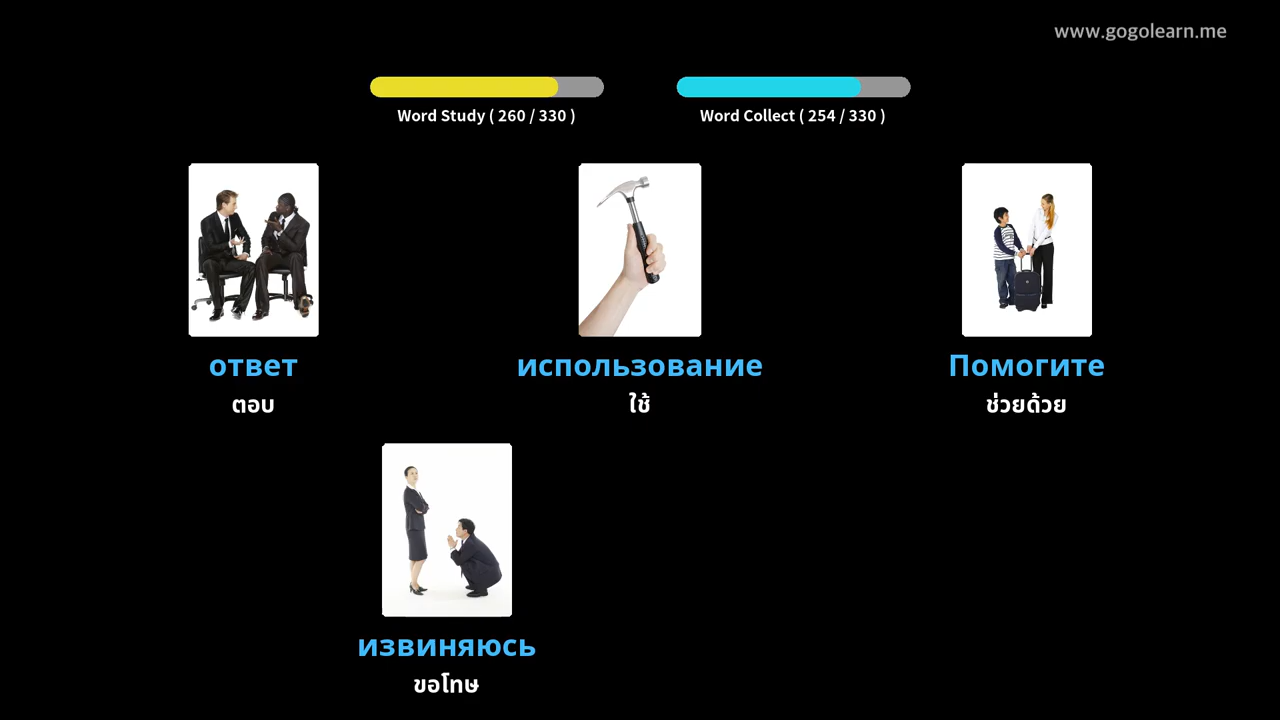 www.gogolearn.me
Word Study ( 260 / 330 )
Word Collect ( 254 / 330 )
ответ
ตอบ
использование
ใช้
Помогите
ช่วยด้วย
извиняюсь
ขอโทษ